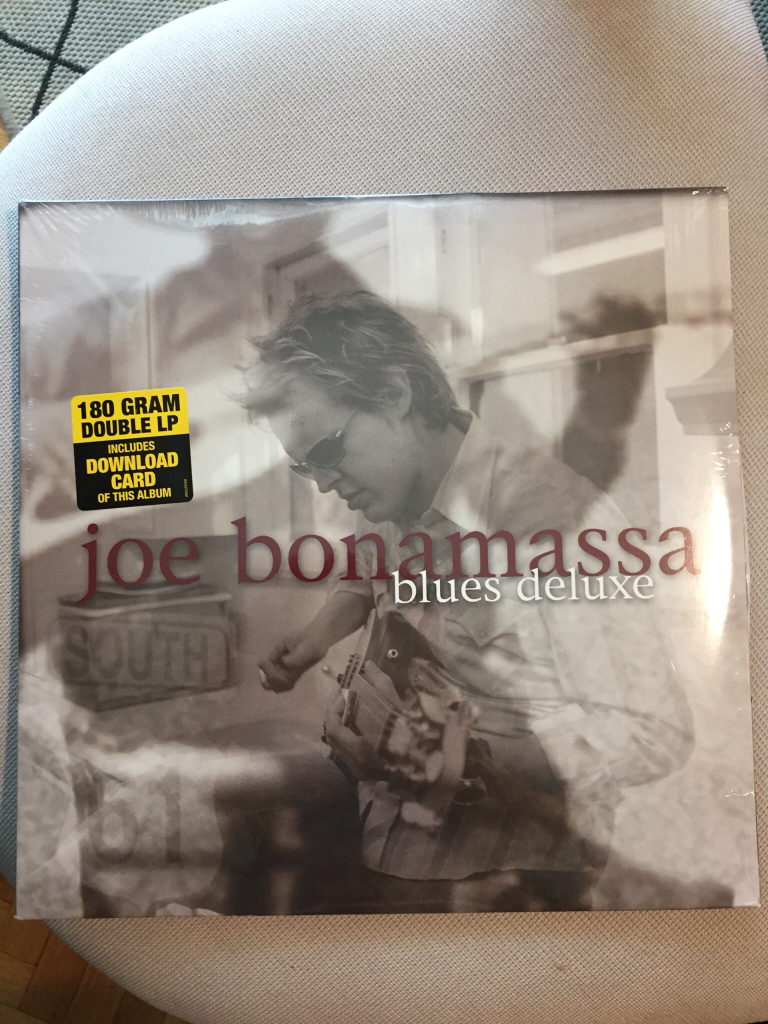 180 GRAM
DOUBLE LP
INCLUDES
DOWNLOAD
CARD
OF THIS ALBUM
joe bonamassa
blues deluxe
SOUTH
61